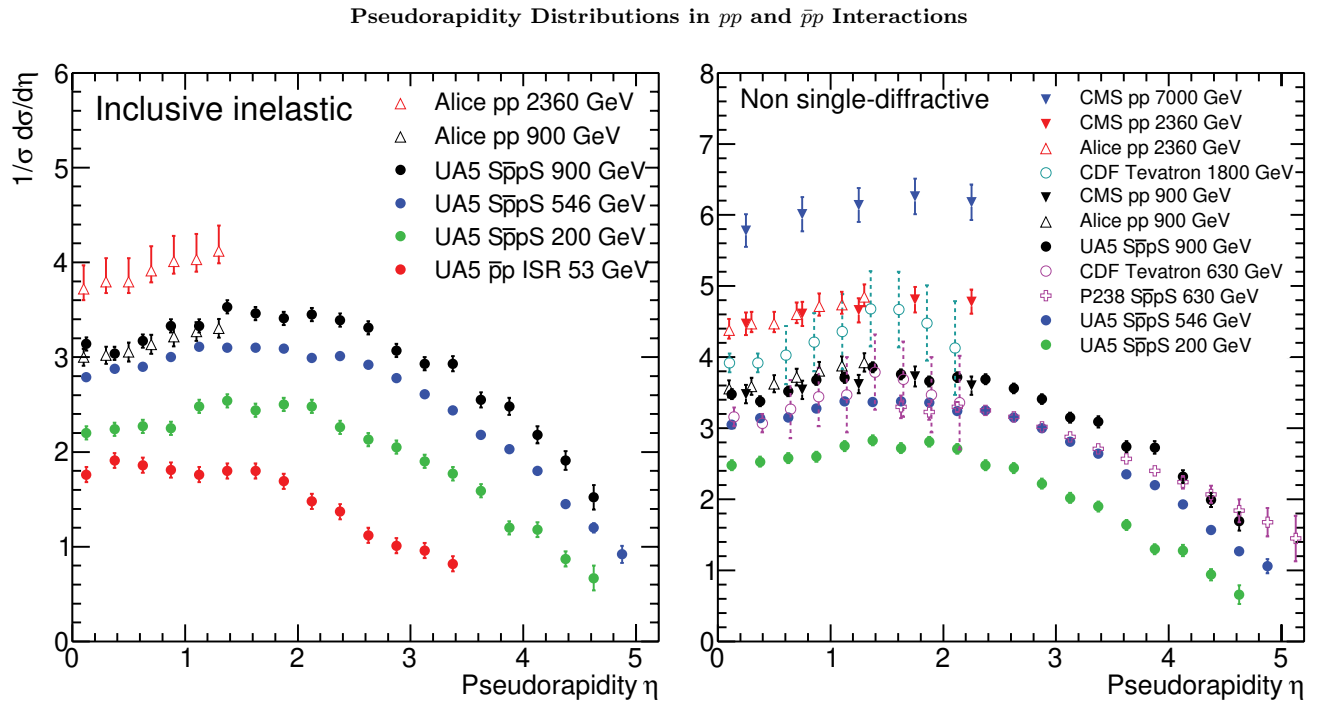 Pseudorapidity Distributions in pp and p̄p Interactions
1/σ dσ/dη
6
5
4
3
2
1
0
Inclusive inelastic
Alice pp 2360 GeV
Alice pp 900 GeV
UA5 Sp̄pS 900 GeV
UA5 Sp̄pS 546 GeV
UA5 Sp̄pS 200 GeV
UA5 p̄p ISR 53 GeV
0 1 2 3 4 5
Pseudorapidity η
8
7
6
5
4
3
2
1
0
Non single-diffractive
CMS pp 7000 GeV
CMS pp 2360 GeV
Alice pp 2360 GeV
CDF Tevatron 1800 GeV
CMS pp 900 GeV
Alice pp 900 GeV
UA5 Sp̄pS 900 GeV
CDF Tevatron 630 GeV
P238 Sp̄pS 630 GeV
UA5 Sp̄pS 546 GeV
UA5 Sp̄pS 200 GeV
0 1 2 3 4 5
Pseudorapidity η